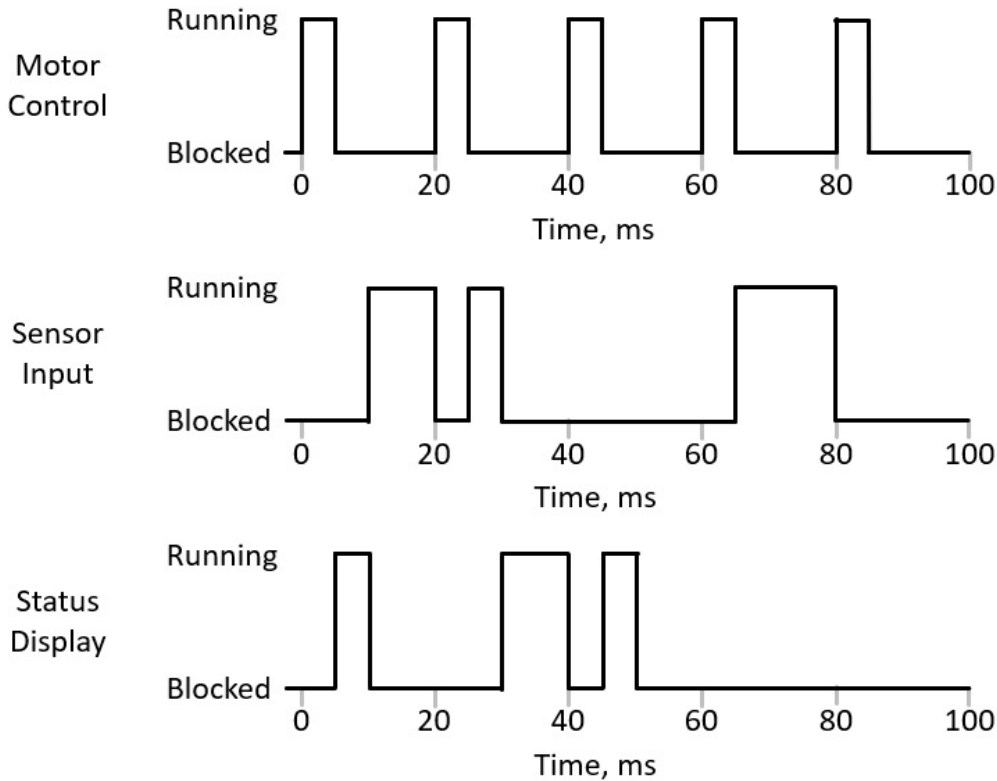 Running
Motor
Control
Blocked
0 20 40 60 80 100
Time, ms
Running
Sensor
Input
Blocked
0 20 40 60 80 100
Time, ms
Running
Status
Display
Blocked
0 20 40 60 80 100
Time, ms